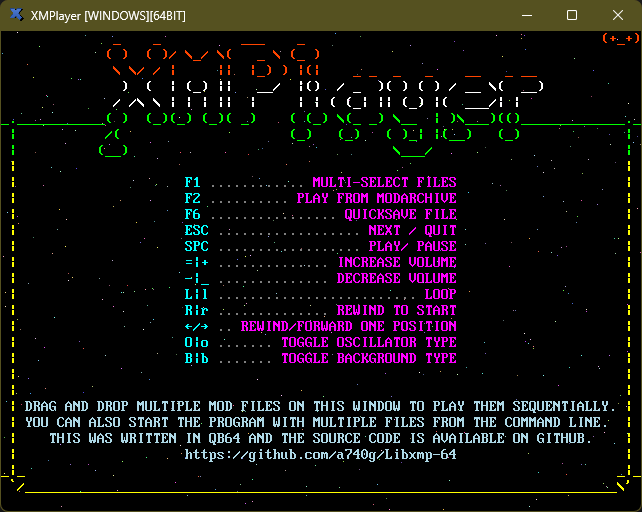 XMPlayer [WINDOWS][64BIT]
(+_+)
XmPlayer
F1 ............ MULTI-SELECT FILES
F2 .......... PLAY FROM MODARCHIVE
F6 ................ QUICKSAVE FILE
ESC ................... NEXT / QUIT
SPC ................... PLAY/ PAUSE
=|+ ............... INCREASE VOLUME
-|_ ............... DECREASE VOLUME
L|l .......................... LOOP
R|r ............... REWIND TO START
←/→ .. REWIND/FORWARD ONE POSITION
O|o ........ TOGGLE OSCILLATOR TYPE
B|b ........ TOGGLE BACKGROUND TYPE
DRAG AND DROP MULTIPLE MOD FILES ON THIS WINDOW TO PLAY THEM SEQUENTIALLY.
YOU CAN ALSO START THE PROGRAM WITH MULTIPLE FILES FROM THE COMMAND LINE.
THIS WAS WRITTEN IN QB64 AND THE SOURCE CODE IS AVAILABLE ON GITHUB.
https://github.com/a740g/Libxmp-64